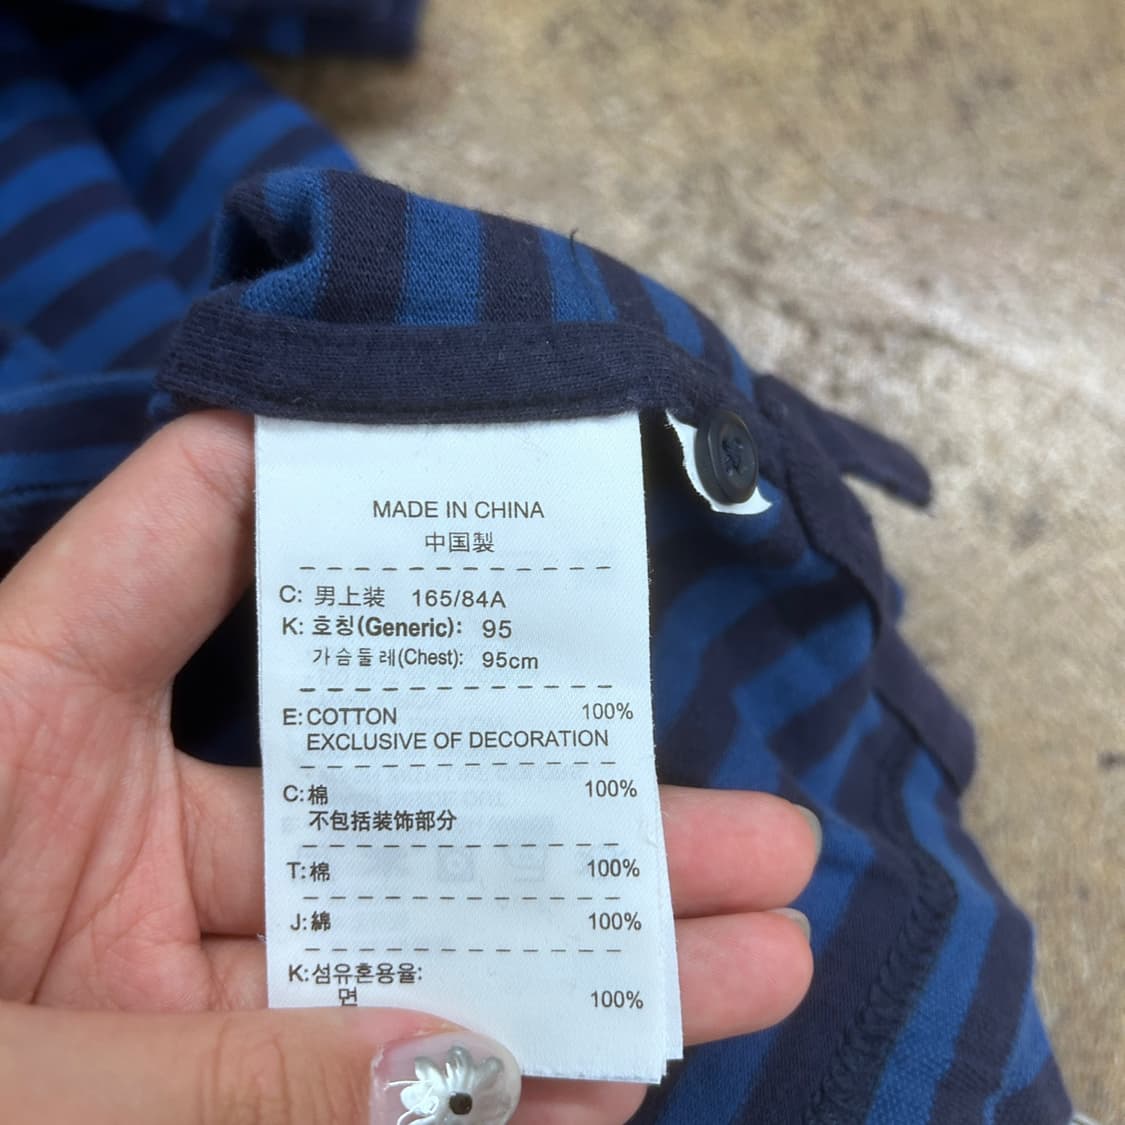 MADE IN CHINA
中国製
C: 男上装 165/84A
K: 호칭(Generic): 95
가슴둘레(Chest): 95cm
E: COTTON 100%
EXCLUSIVE OF DECORATION
C: 棉 100%
不包括装饰部分
T: 棉 100%
J: 綿 100%
K: 섬유혼용율:
면 100%